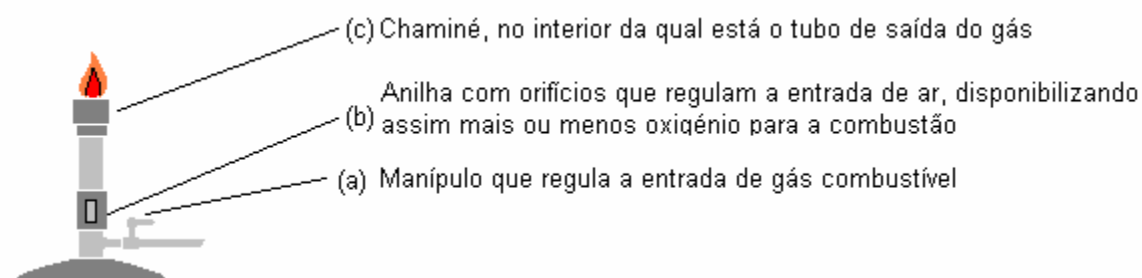 (c) Chaminé, no interior da qual está o tubo de saída do gás
Anilha com orifícios que regulam a entrada de ar, disponibilizando
(b) assim mais ou menos oxigénio para a combustão
(a) Manípulo que regula a entrada de gás combustível